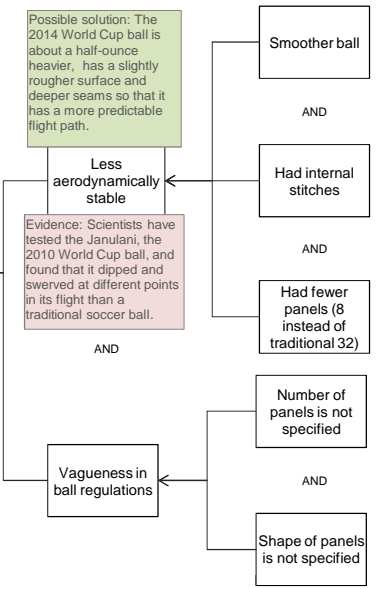 Possible solution: The
2014 World Cup ball is
about a half-ounce
heavier, has a slightly
rougher surface and
deeper seams so that it
has a more predictable
flight path.
Less
aerodynamically
stable
Evidence: Scientists have
tested the Janulani, the
2010 World Cup ball, and
found that it dipped and
swerved at different points
in its flight than a
traditional soccer ball.
AND
Vagueness in
ball regulations
Smoother ball
AND
Had internal
stitches
AND
Had fewer
panels (8
instead of
traditional 32)
Number of
panels is not
specified
AND
Shape of panels
is not specified